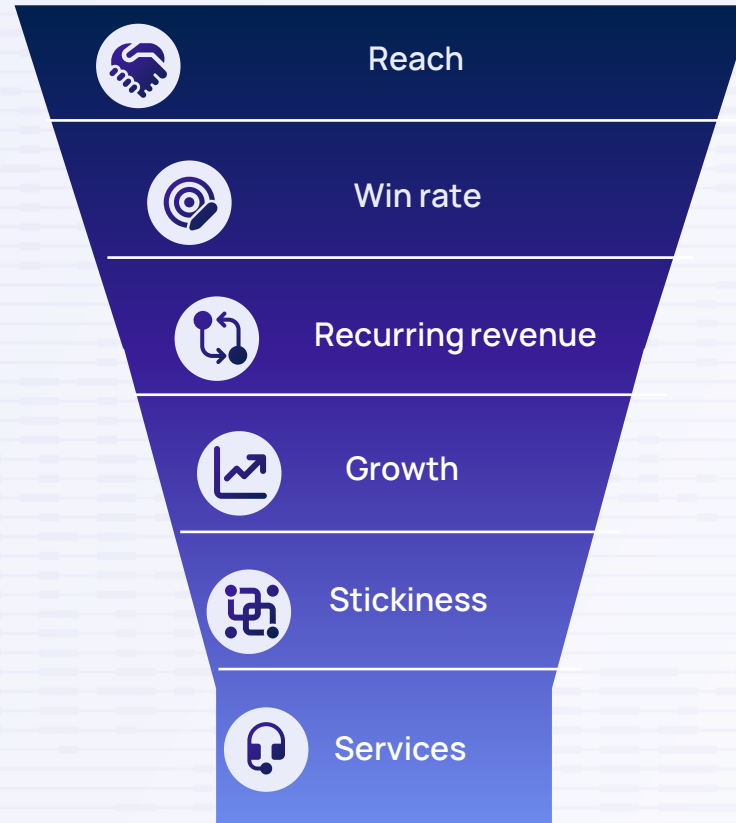 Reach
Win rate
Recurring revenue
Growth
Stickiness
Services